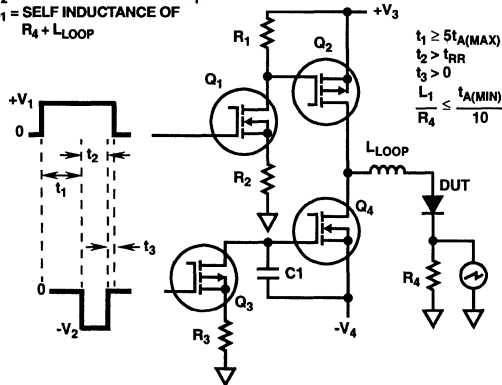 1 = SELF INDUCTANCE OF
R4 + LLOOP
+V3
R1
Q2
t1 ≥ 5tA(MAX)
t2 > tRR
t3 > 0
L1/R4 ≤ tA(MIN)/10
Q1
+V1
0
t2
t1
R2
LLOOP
DUT
Q4
t3
C1
R4
0
Q3
-V2
R3
-V4